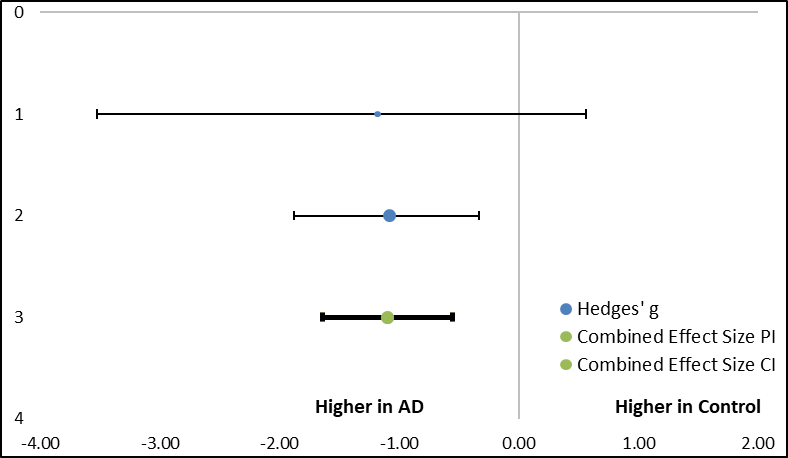 0
1
2
3
Hedges' g
Combined Effect Size PI
Combined Effect Size CI
Higher in AD Higher in Control
4
-4.00 -3.00 -2.00 -1.00 0.00 1.00 2.00